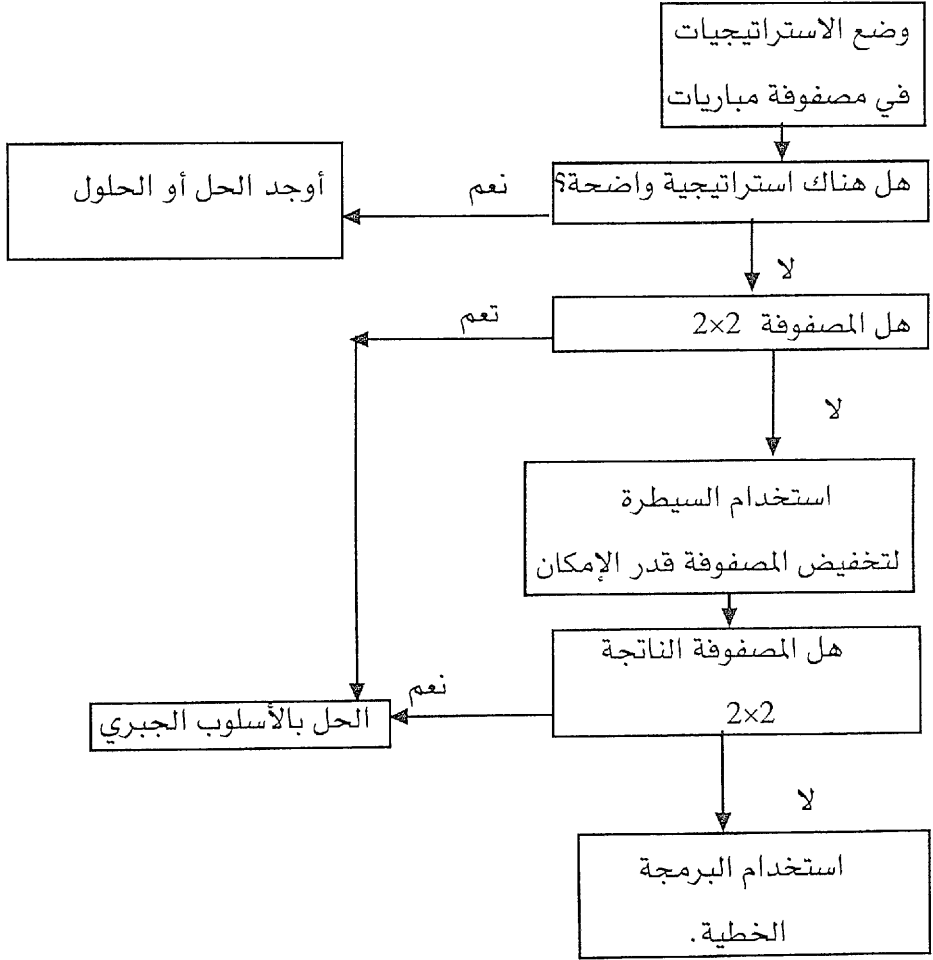 وضع الاستراتيجيات
في مصفوفة مباريات
هل هناك استراتيجية واضحة؟
نعم
أوجد الحل أو الحلول
لا
هل المصفوفة 2×2
تعم
لا
استخدام السيطرة
لتخفيض المصفوفة قدر الإمكان
هل المصفوفة الناتجة
2×2
نعم
الحل بالأسلوب الجبري
لا
استخدام البرمجة
الخطية.